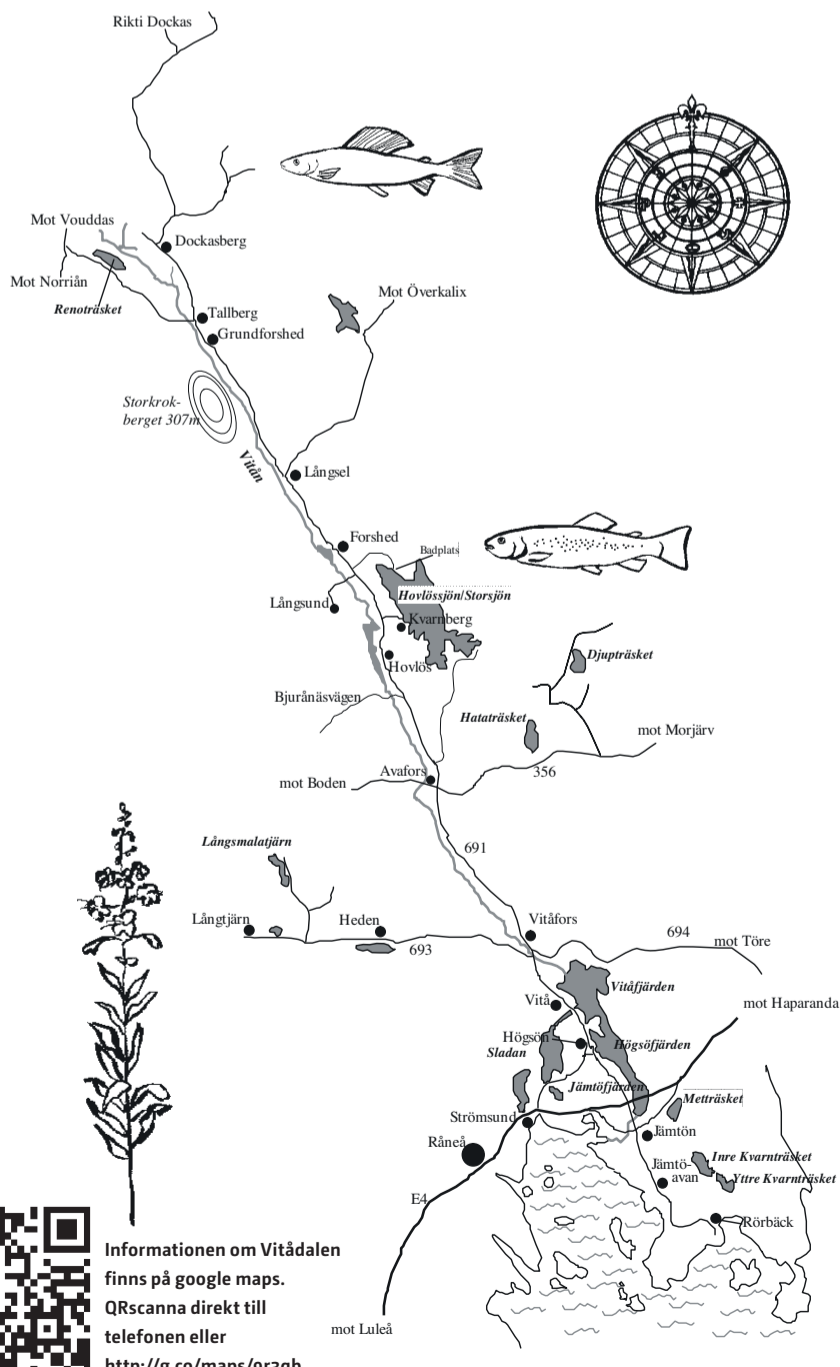 Rikti Dockas
Mot Vouddas
Dockasberg
Mot Norriån
Renoträsket
Mot Överkalix
Tallberg
Grundforshed
Storkrok-
berget 307m
Vitån
Långsel
Forshed
Badplats
Hovlössjön/Storsjön
Långsund
Kvarnberg
Hovlös
Djupträsket
Bjurånäsvägen
Hataträsket
mot Morjärv
Avafors
356
mot Boden
691
Långsmalatjärn
Långtjärn
Heden
Vitåfors
693
694
mot Töre
Vitåfjärden
Vitå
mot Haparanda
Högsön
Högsöfjärden
Sladan
Jämtöfjärden
Metträsket
Strömsund
Jämtön
Råneå
Inre Kvarnträsket
Jämtö-
avan
Yttre Kvarnträsket
E4
Rörbäck
mot Luleå
Informationen om Vitådalen
finns på google maps.
QRscanna direkt till
telefonen eller